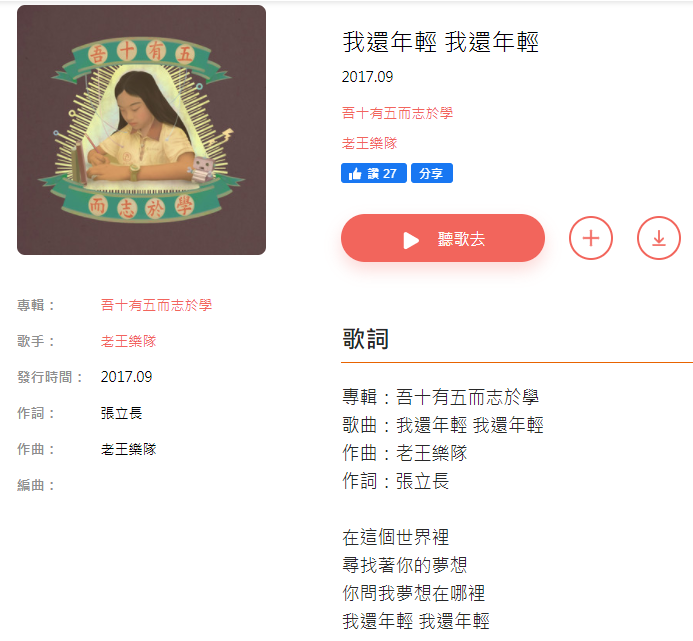 吾十有五
而志於學
專輯：
吾十有五而志於學
歌手：
老王樂隊
發行時間：
2017.09
作詞：
張立長
作曲：
老王樂隊
編曲：
我還年輕 我還年輕
2017.09
吾十有五而志於學
老王樂隊
讚 27
分享
聽歌去
歌詞
專輯：吾十有五而志於學
歌曲：我還年輕 我還年輕
作曲：老王樂隊
作詞：張立長
在這個世界裡
尋找著你的夢想
你問我夢想在哪裡
我還年輕 我還年輕